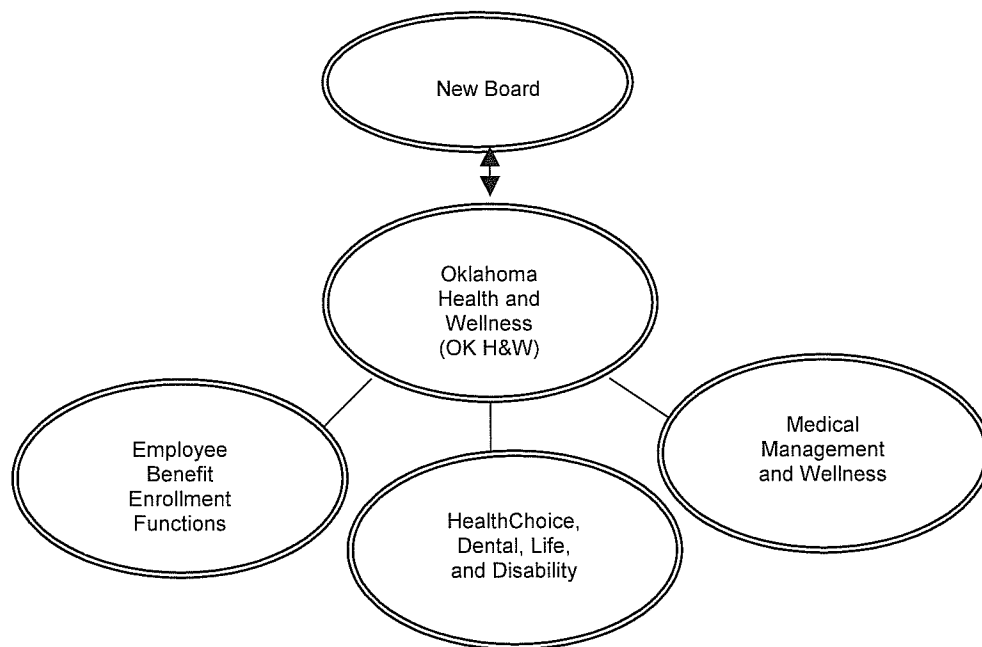 New Board
Oklahoma
Health and
Wellness
(OK H&W)
Employee
Benefit
Enrollment
Functions
HealthChoice,
Dental, Life,
and Disability
Medical
Management
and Wellness